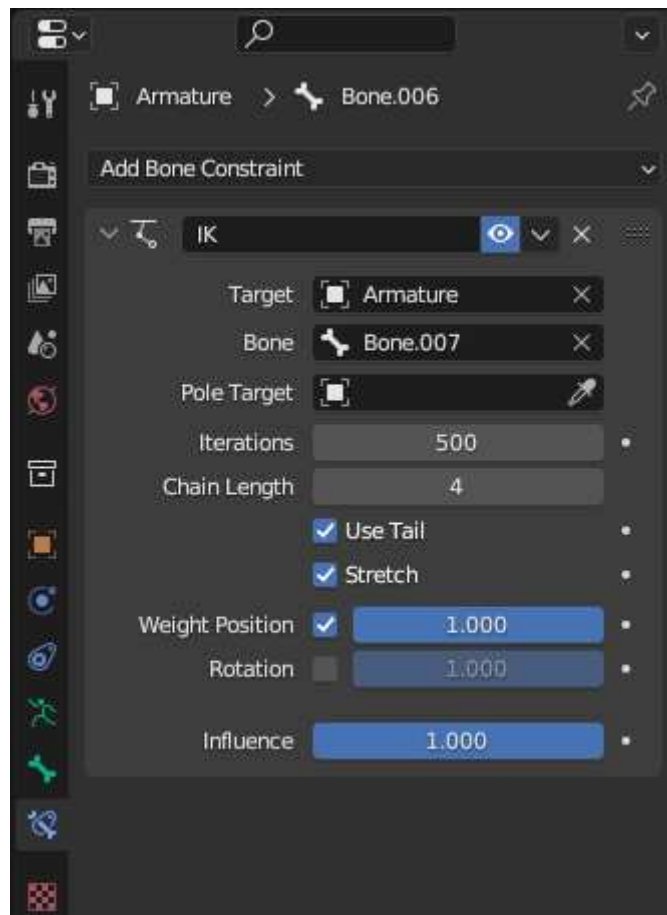 Armature > Bone.006
Add Bone Constraint
IK
Target Armature
Bone Bone.007
Pole Target
Iterations 500
Chain Length 4
Use Tail
Stretch
Weight Position 1.000
Rotation 1.000
Influence 1.000